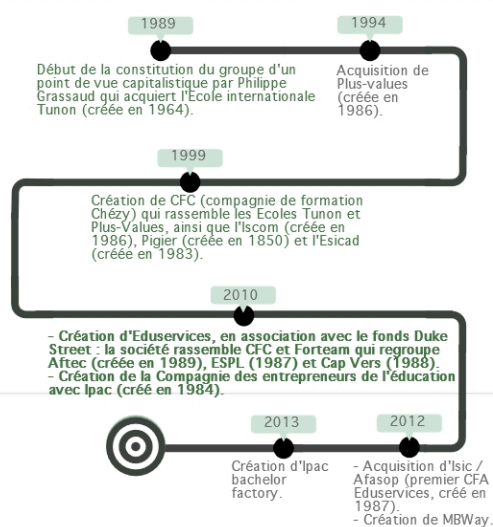 1989
Début de la constitution du groupe d'un
point de vue capitalistique par Philippe
Grassaud qui acquiert l'Ecole internationale
Tunon (créée en 1964).
1994
Acquisition de
Plus-values
(créée en
1986).
1999
Création de CFC (compagnie de formation
Chézy) qui rassemble les Ecoles Tunon et
Plus-Values, ainsi que l'Iscom (créée en
1986), Pigier (créée en 1850) et l'Esicad
(créée en 1983).
2010
- Création d'Eduservices, en association avec le fonds Duke
Street : la société rassemble CFC et Forteam qui regroupe
Aftec (créée en 1989), ESPL (1987) et Cap Vers (1988).
- Création de la Compagnie des entrepreneurs de l'éducation
avec Ipac (créé en 1984).
2012
- Acquisition d'Isic /
Afasop (premier CFA
Eduservices, créé en
1987).
- Création de MBWay.
2013
Création d'Ipac
bachelor
factory.